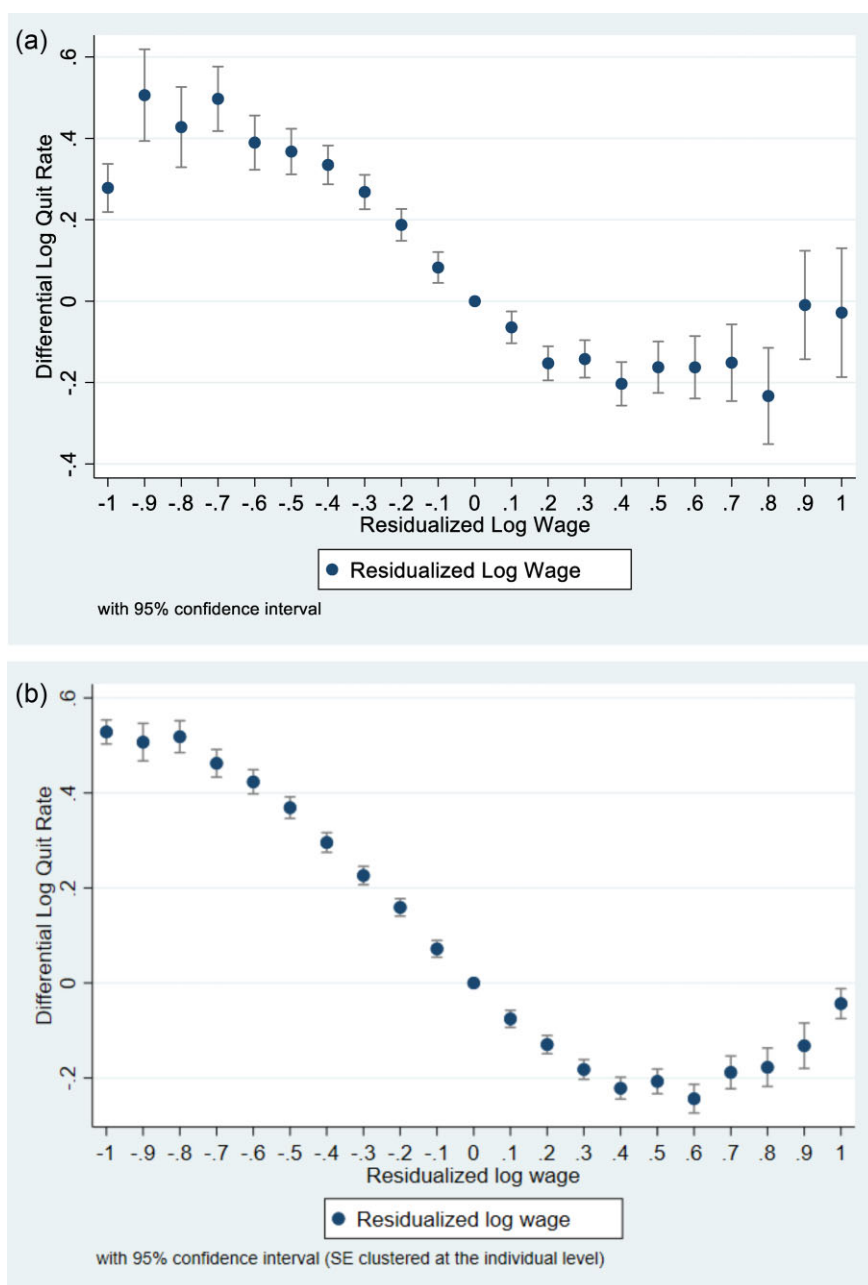 (a)
Differential Log Quit Rate
.6
.4
.2
0
-.2
-.4
-1 -.9 -.8 -.7 -.6 -.5 -.4 -.3 -.2 -.1 0 .1 .2 .3 .4 .5 .6 .7 .8 .9 1
Residualized Log Wage
Residualized Log Wage
with 95% confidence interval
(b)
Differential Log Quit Rate
.6
.4
.2
0
-.2
-1 -.9 -.8 -.7 -.6 -.5 -.4 -.3 -.2 -.1 0 .1 .2 .3 .4 .5 .6 .7 .8 .9 1
Residualized log wage
Residualized log wage
with 95% confidence interval (SE clustered at the individual level)